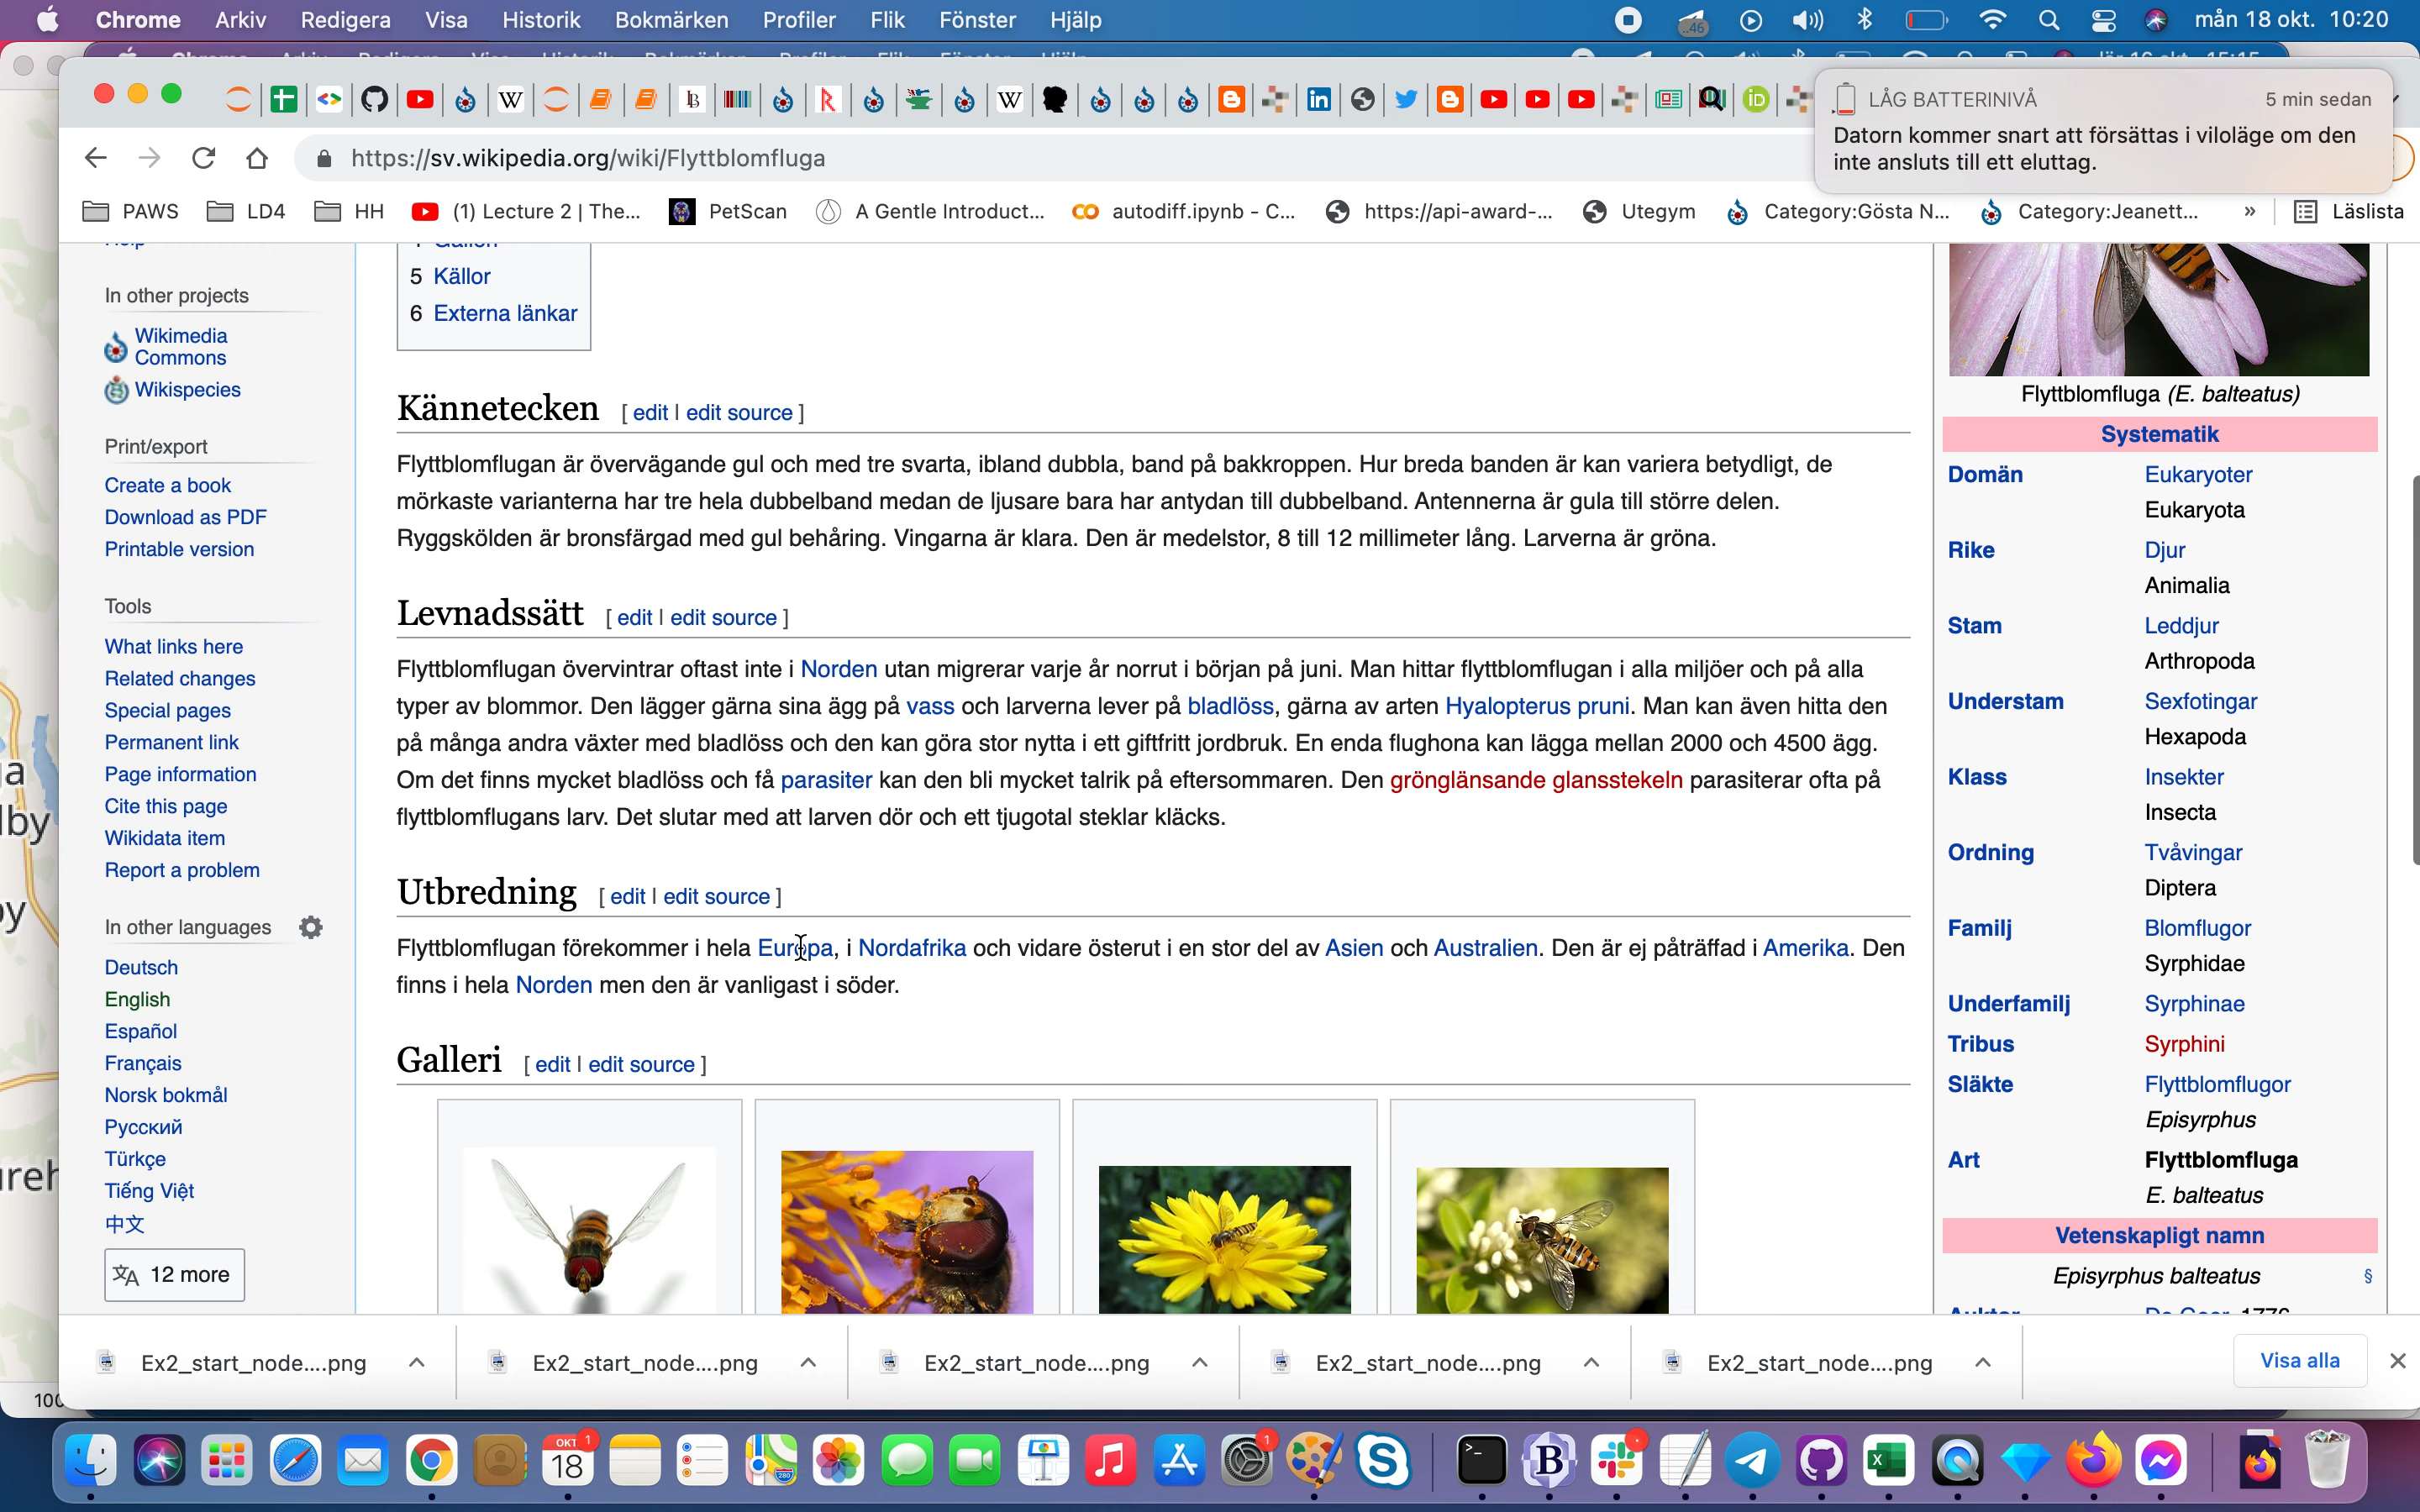 Chrome Arkiv Redigera Visa Historik Bokmärken Profiler Flik Fönster Hjälp
..46
mån 18 okt. 10:20
LÅG BATTERINIVÅ 5 min sedan
Datorn kommer snart att försättas i viloläge om den
inte ansluts till ett eluttag.
https://sv.wikipedia.org/wiki/Flyttblomfluga
PAWS LD4 HH (1) Lecture 2 | The... PetScan A Gentle Introduct... autodiff.ipynb - C... https://api-award-... Utegym Category:Gösta N... Category:Jeanett... » Läslista
Help
In other projects
Wikimedia
Commons
Wikispecies
Print/export
Create a book
Download as PDF
Printable version
Tools
What links here
Related changes
Special pages
Permanent link
Page information
Cite this page
Wikidata item
Report a problem
In other languages
Deutsch
English
Español
Français
Norsk bokmål
Русский
Türkçe
Tiếng Việt
中文
12 more
Galleri
5 Källor
6 Externa länkar
Kännetecken [ edit | edit source ]
Flyttblomflugan är övervägande gul och med tre svarta, ibland dubbla, band på bakkroppen. Hur breda banden är kan variera betydligt, de
mörkaste varianterna har tre hela dubbelband medan de ljusare bara har antydan till dubbelband. Antennerna är gula till större delen.
Ryggskölden är bronsfärgad med gul behåring. Vingarna är klara. Den är medelstor, 8 till 12 millimeter lång. Larverna är gröna.
Levnadssätt [ edit | edit source ]
Flyttblomflugan övervintrar oftast inte i Norden utan migrerar varje år norrut i början på juni. Man hittar flyttblomflugan i alla miljöer och på alla
typer av blommor. Den lägger gärna sina ägg på vass och larverna lever på bladlöss, gärna av arten Hyalopterus pruni. Man kan även hitta den
på många andra växter med bladlöss och den kan göra stor nytta i ett giftfritt jordbruk. En enda flughona kan lägga mellan 2000 och 4500 ägg.
Om det finns mycket bladlöss och få parasiter kan den bli mycket talrik på eftersommaren. Den grönglänsande glansstekeln parasiterar ofta på
flyttblomflugans larv. Det slutar med att larven dör och ett tjugotal steklar kläcks.
Utbredning [ edit | edit source ]
Flyttblomflugan förekommer i hela Europa, i Nordafrika och vidare österut i en stor del av Asien och Australien. Den är ej påträffad i Amerika. Den
finns i hela Norden men den är vanligast i söder.
Galleri [ edit | edit source ]
Flyttblomfluga (E. balteatus)
Systematik
Domän Eukaryoter
Eukaryota
Rike Djur
Animalia
Stam Leddjur
Arthropoda
Understam Sexfotingar
Hexapoda
Klass Insekter
Insecta
Ordning Tvåvingar
Diptera
Familj Blomflugor
Syrphidae
Underfamilj Syrphinae
Tribus Syrphini
Släkte Flyttblomflugor
Episyrphus
Art Flyttblomfluga
E. balteatus
Vetenskapligt namn
Episyrphus balteatus §
Auktor De Geer, 1776
Ex2_start_node....png Ex2_start_node....png Ex2_start_node....png Ex2_start_node....png Ex2_start_node....png Visa alla
100
OKT 18